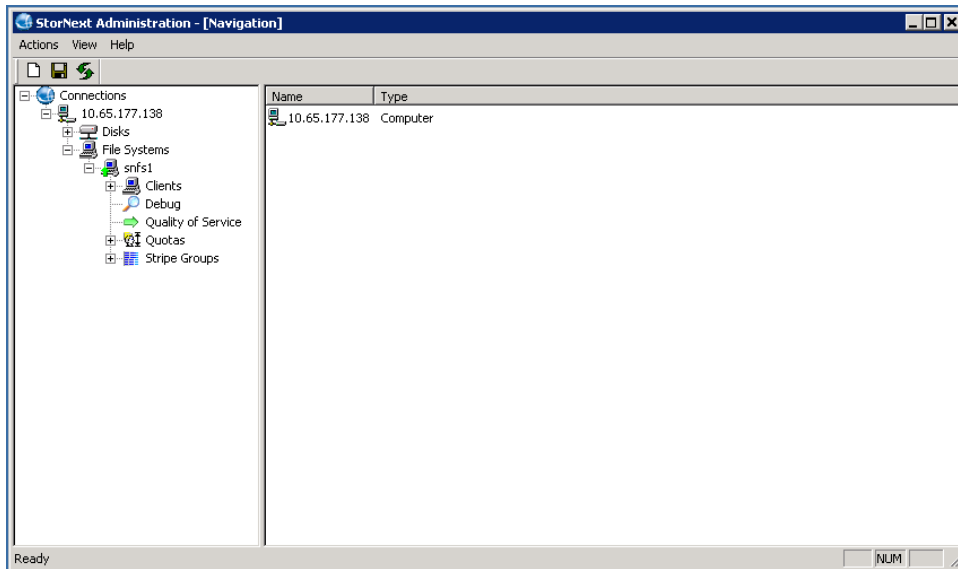 StorNext Administration - [Navigation]
Actions View Help
Connections
10.65.177.138
Disks
File Systems
snfs1
Clients
Debug
Quality of Service
Quotas
Stripe Groups
Name Type
10.65.177.138 Computer
Ready NUM